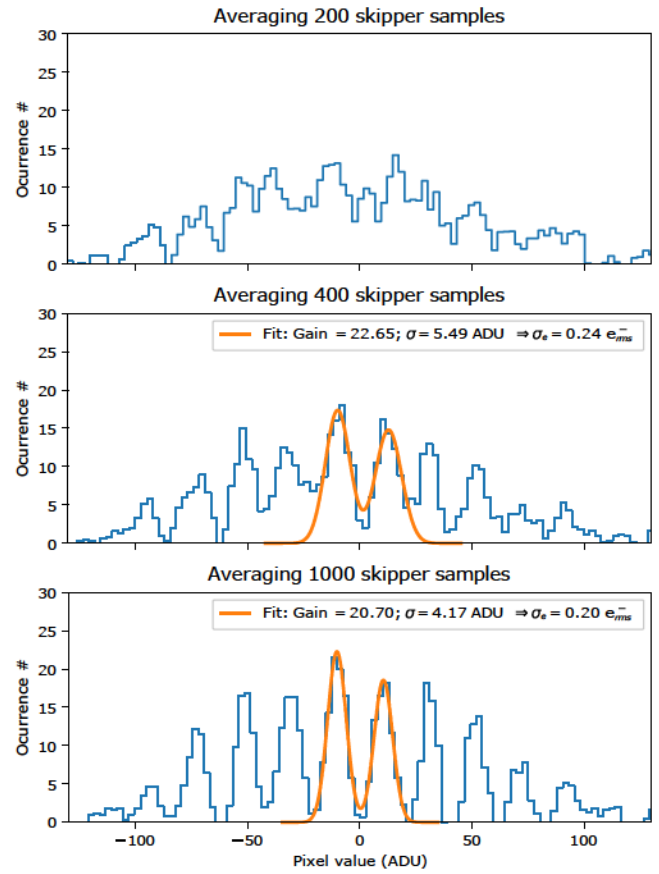 Averaging 200 skipper samples
30
25
20
15
10
5
0
Ocurrence #
Averaging 400 skipper samples
30
25
20
15
10
5
0
Ocurrence #
Fit: Gain = 22.65; σ= 5.49 ADU ⇒ σₑ = 0.24 e⁻ᵣₘₛ
Averaging 1000 skipper samples
30
25
20
15
10
5
0
Ocurrence #
Fit: Gain = 20.70; σ= 4.17 ADU ⇒ σₑ = 0.20 e⁻ᵣₘₛ
−100 −50 0 50 100
Pixel value (ADU)